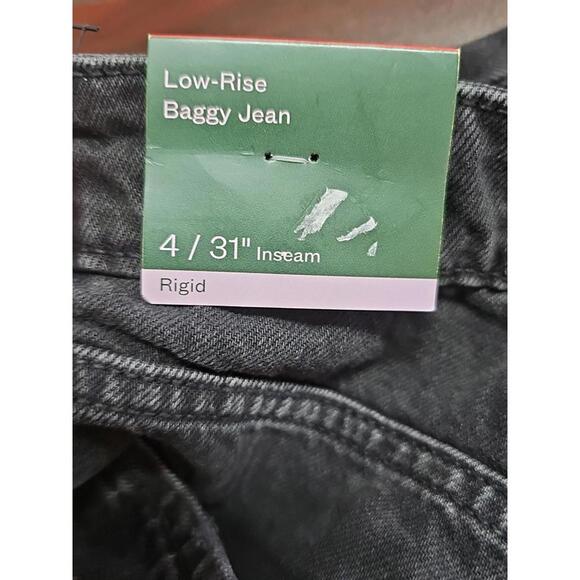 Low-Rise
Baggy Jean
4 / 31" Inseam
Rigid